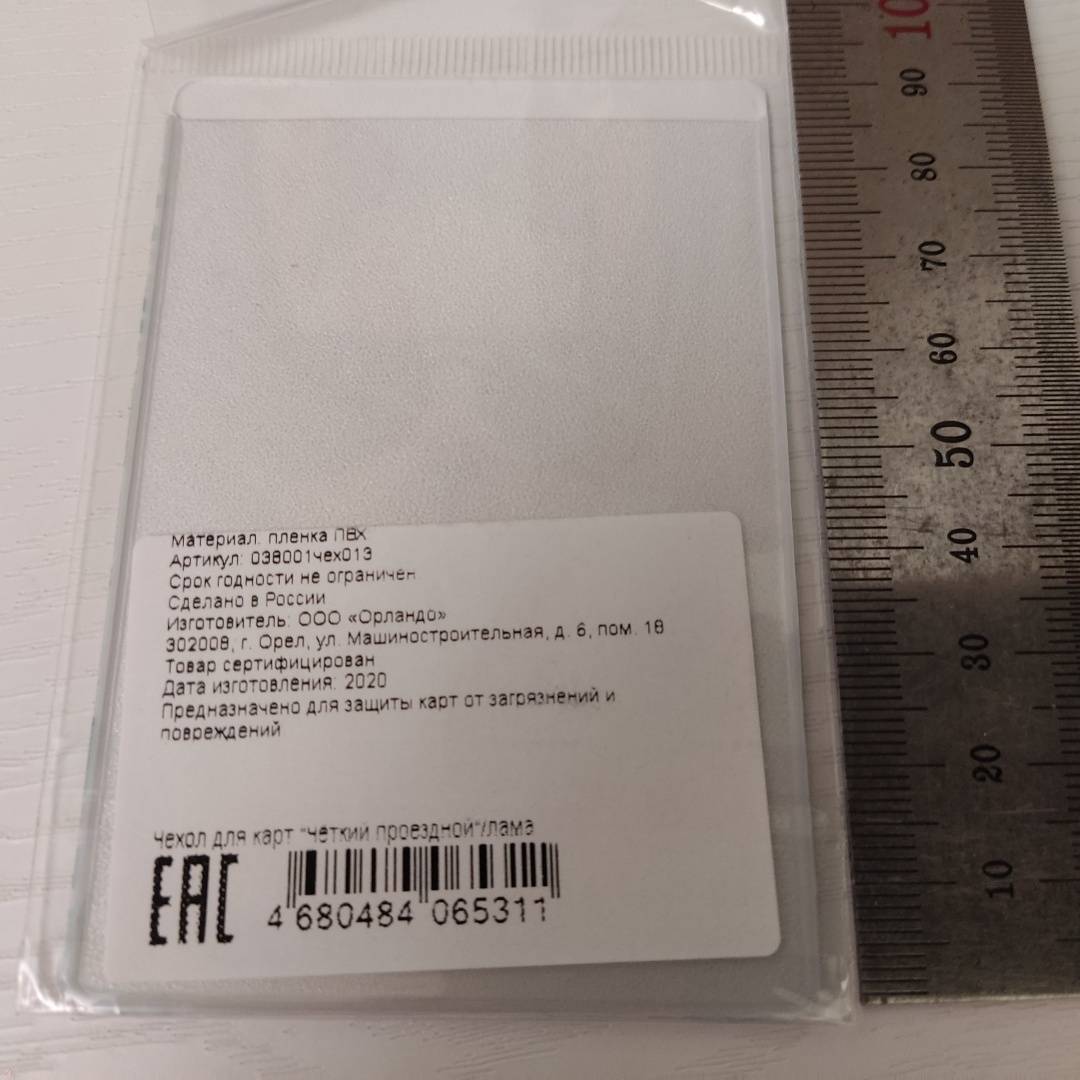 Материал: пленка ПВХ
Артикул: 038001чех013
Срок годности не ограничен
Сделано в России
Изготовитель: ООО «Орландо»
302008, г. Орел, ул. Машиностроительная, д. 6, пом. 18
Товар сертифицирован
Дата изготовления: 2020
Предназначено для защиты карт от загрязнений и
повреждений
Чехол для карт "Чёткий проездной"/лама
EAC
4 680484 065311
10
90
80
70
60
50
40
30
20
10